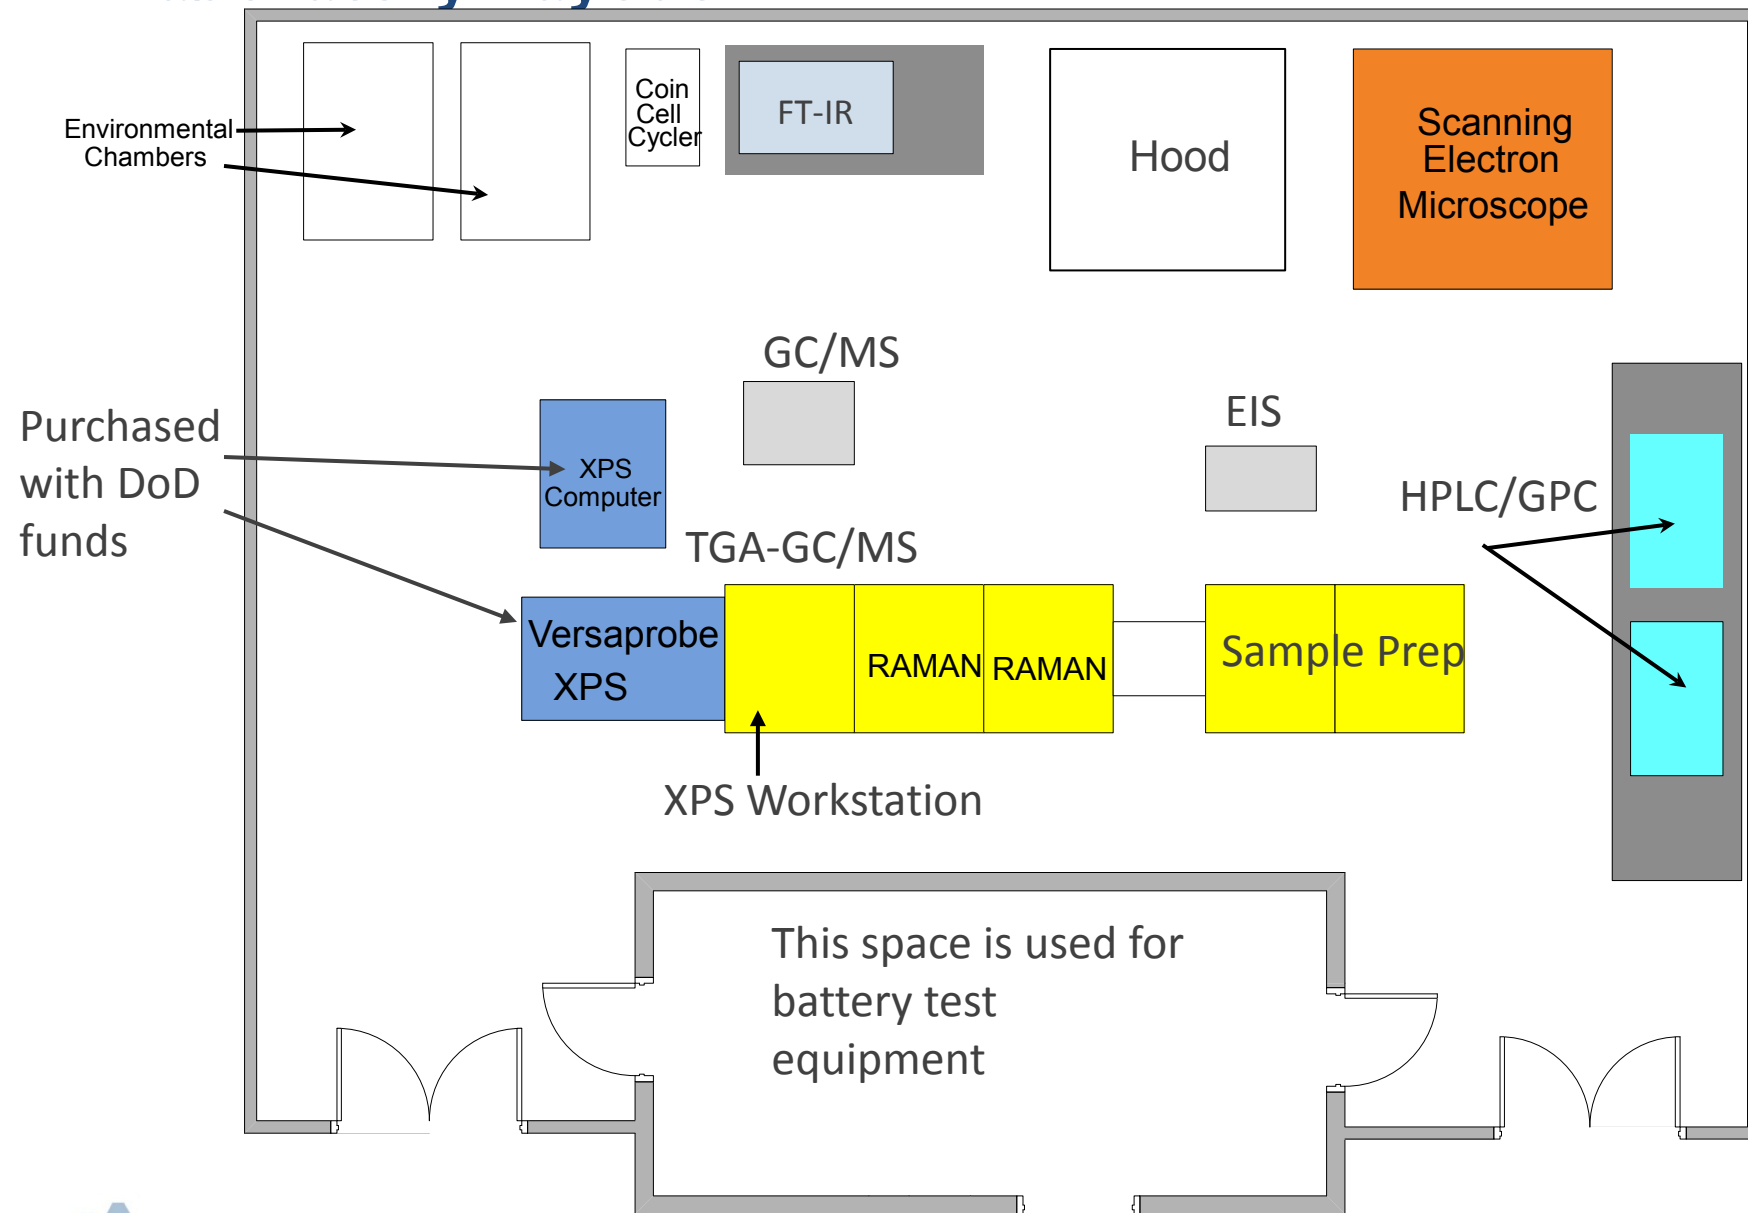 Environmental
Chambers
Coin
Cell
Cycler
FT-IR
Hood
Scanning
Electron
Microscope
GC/MS
EIS
Purchased
with DoD
funds
XPS
Computer
HPLC/GPC
TGA-GC/MS
Versaprobe
XPS
RAMAN
RAMAN
Sample Prep
XPS Workstation
This space is used for
battery test
equipment